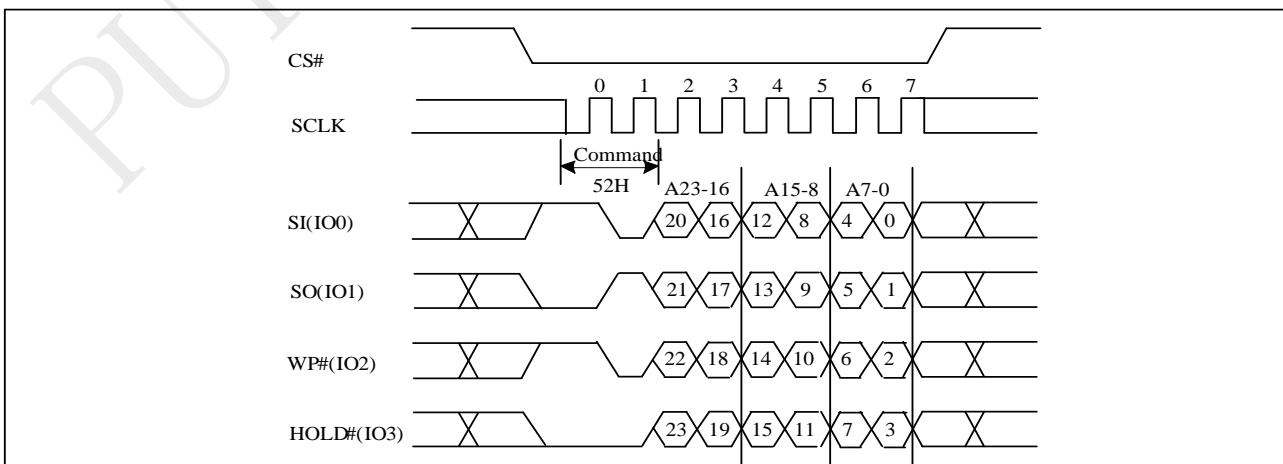 PUY
CS#
0 1 2 3 4 5 6 7
SCLK
Command
52H
A23-16 A15-8 A7-0
SI(IO0)
20 16 12 8 4 0
SO(IO1)
21 17 13 9 5 1
WP#(IO2)
22 18 14 10 6 2
HOLD#(IO3)
23 19 15 11 7 3